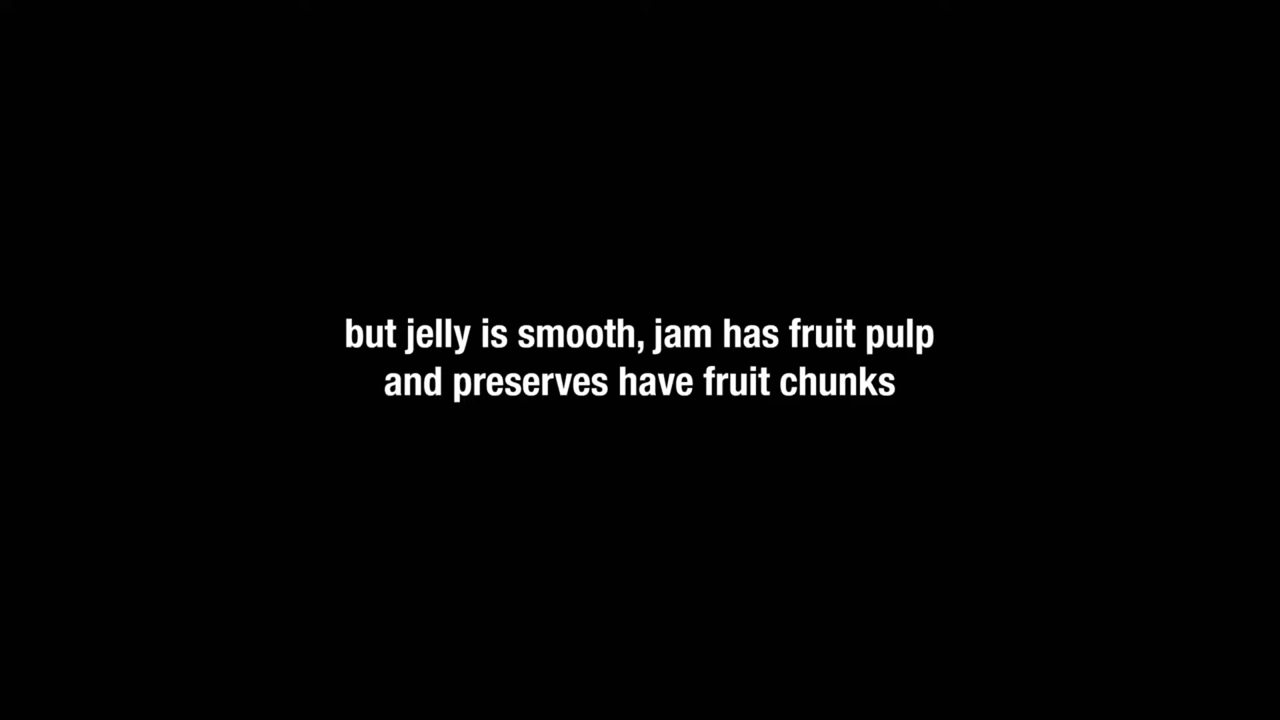 but jelly is smooth, jam has fruit pulp
and preserves have fruit chunks